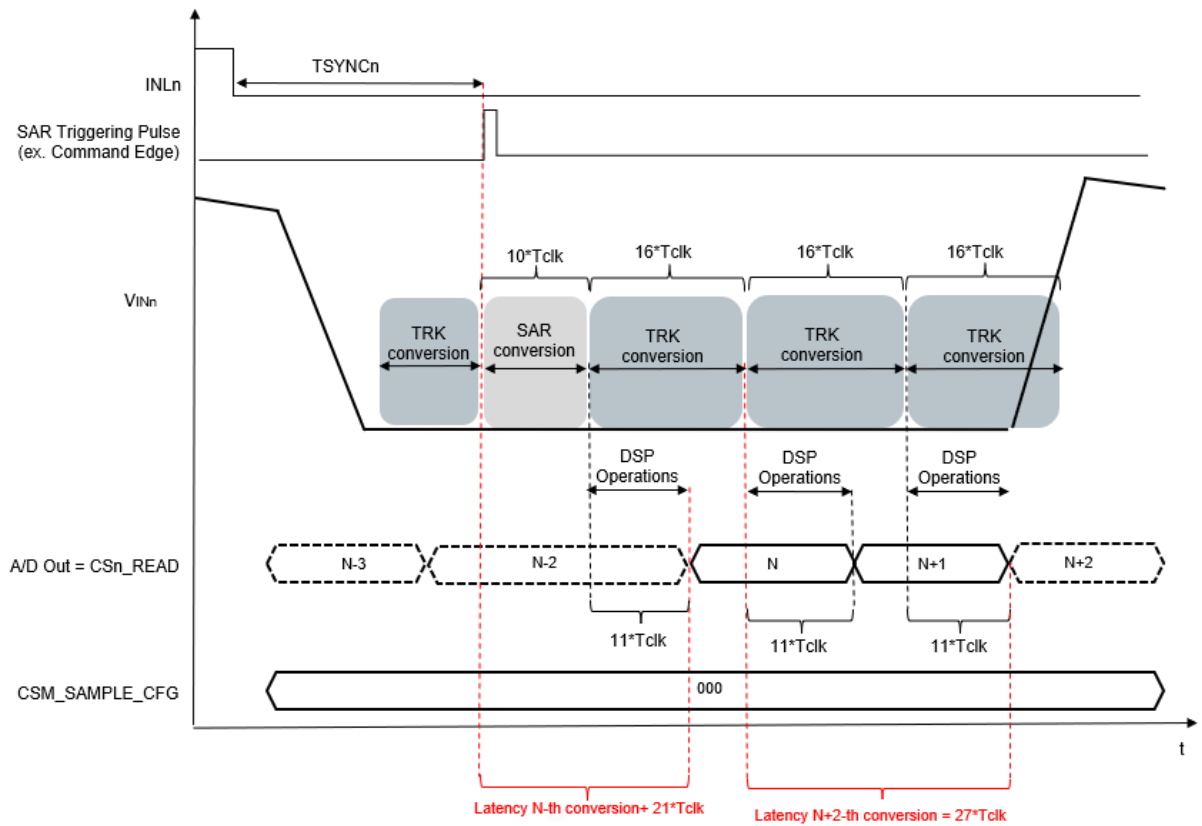 TSYNCn
INLn
SAR Triggering Pulse
(ex. Command Edge)
10*Tclk
16*Tclk
16*Tclk
16*Tclk
VINn
TRK
conversion
SAR
conversion
TRK
conversion
TRK
conversion
TRK
conversion
DSP
Operations
DSP
Operations
DSP
Operations
A/D Out = CSn_READ
N-3
N-2
N
N+1
N+2
11*Tclk
11*Tclk
11*Tclk
CSM_SAMPLE_CFG
000
t
Latency N-th conversion+ 21*Tclk
Latency N+2-th conversion = 27*Tclk